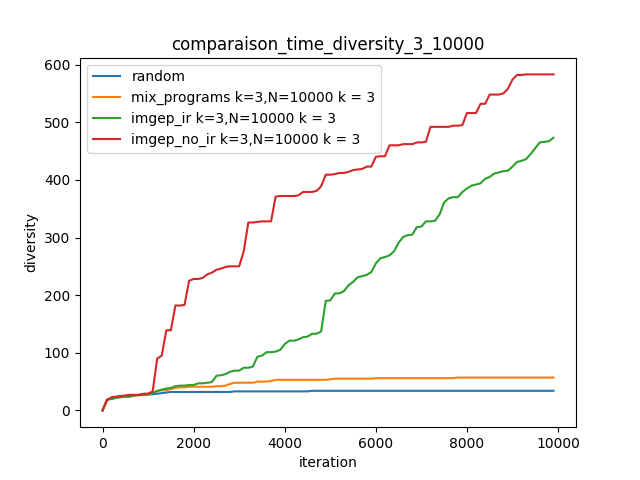 comparaison_time_diversity_3_10000
random
mix_programs k=3,N=10000 k = 3
imgep_ir k=3,N=10000 k = 3
imgep_no_ir k=3,N=10000 k = 3
600
500
400
300
200
100
0
diversity
0 2000 4000 6000 8000 10000
iteration